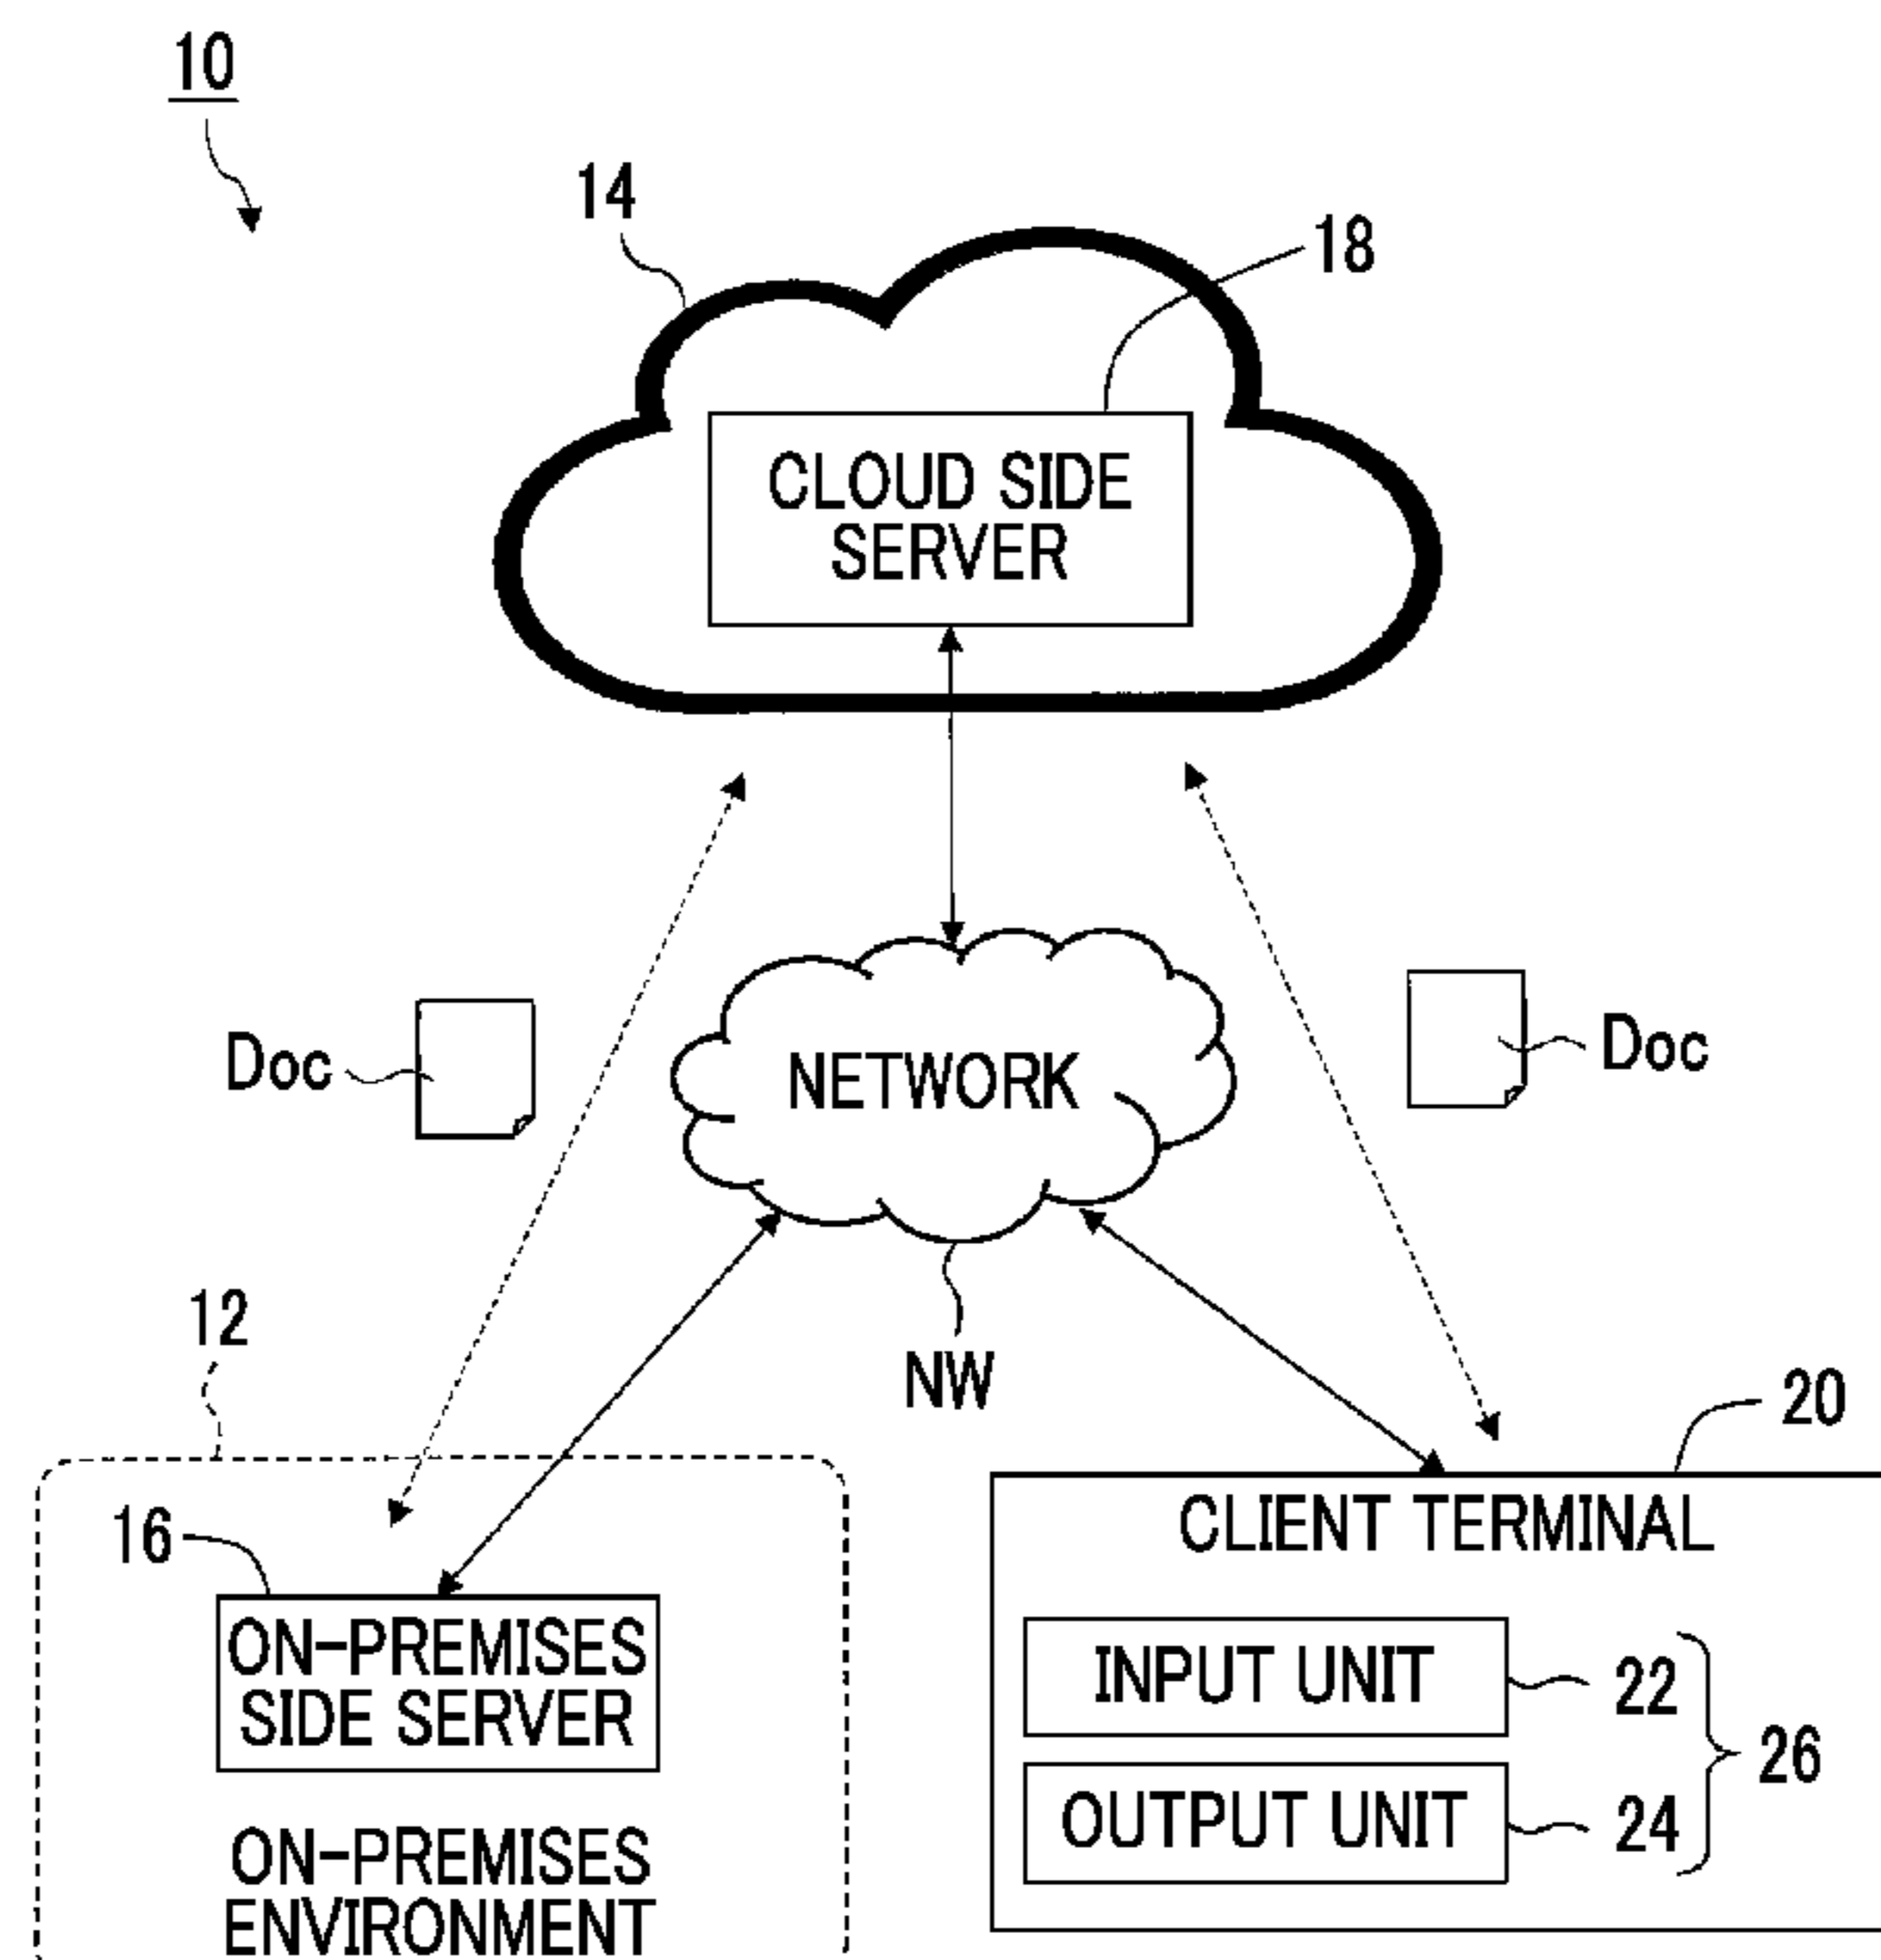 10
14
18
CLOUD SIDE
SERVER
Doc
NETWORK
Doc
12
NW
20
16
CLIENT TERMINAL
ON-PREMISES
SIDE SERVER
INPUT UNIT
22
26
OUTPUT UNIT
24
ON-PREMISES
ENVIRONMENT